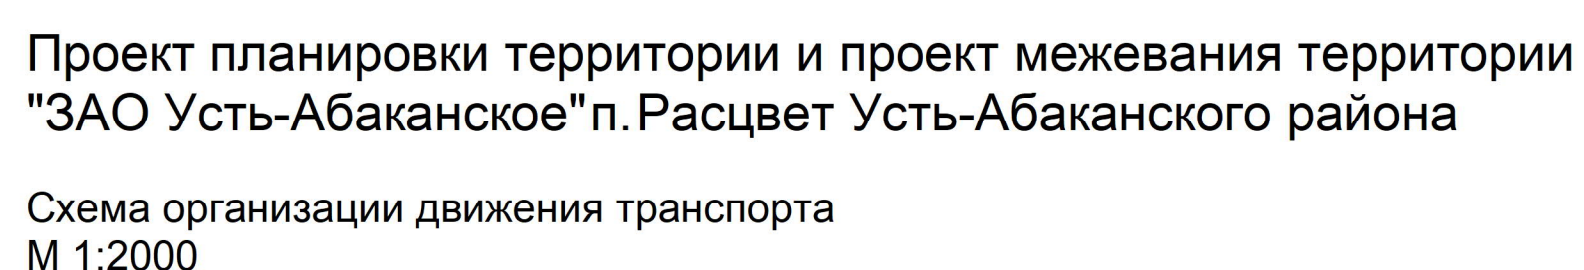 Проект планировки территории и проект межевания территории
"ЗАО Усть-Абаканское"п.Расцвет Усть-Абаканского района
Схема организации движения транспорта
М 1:2000